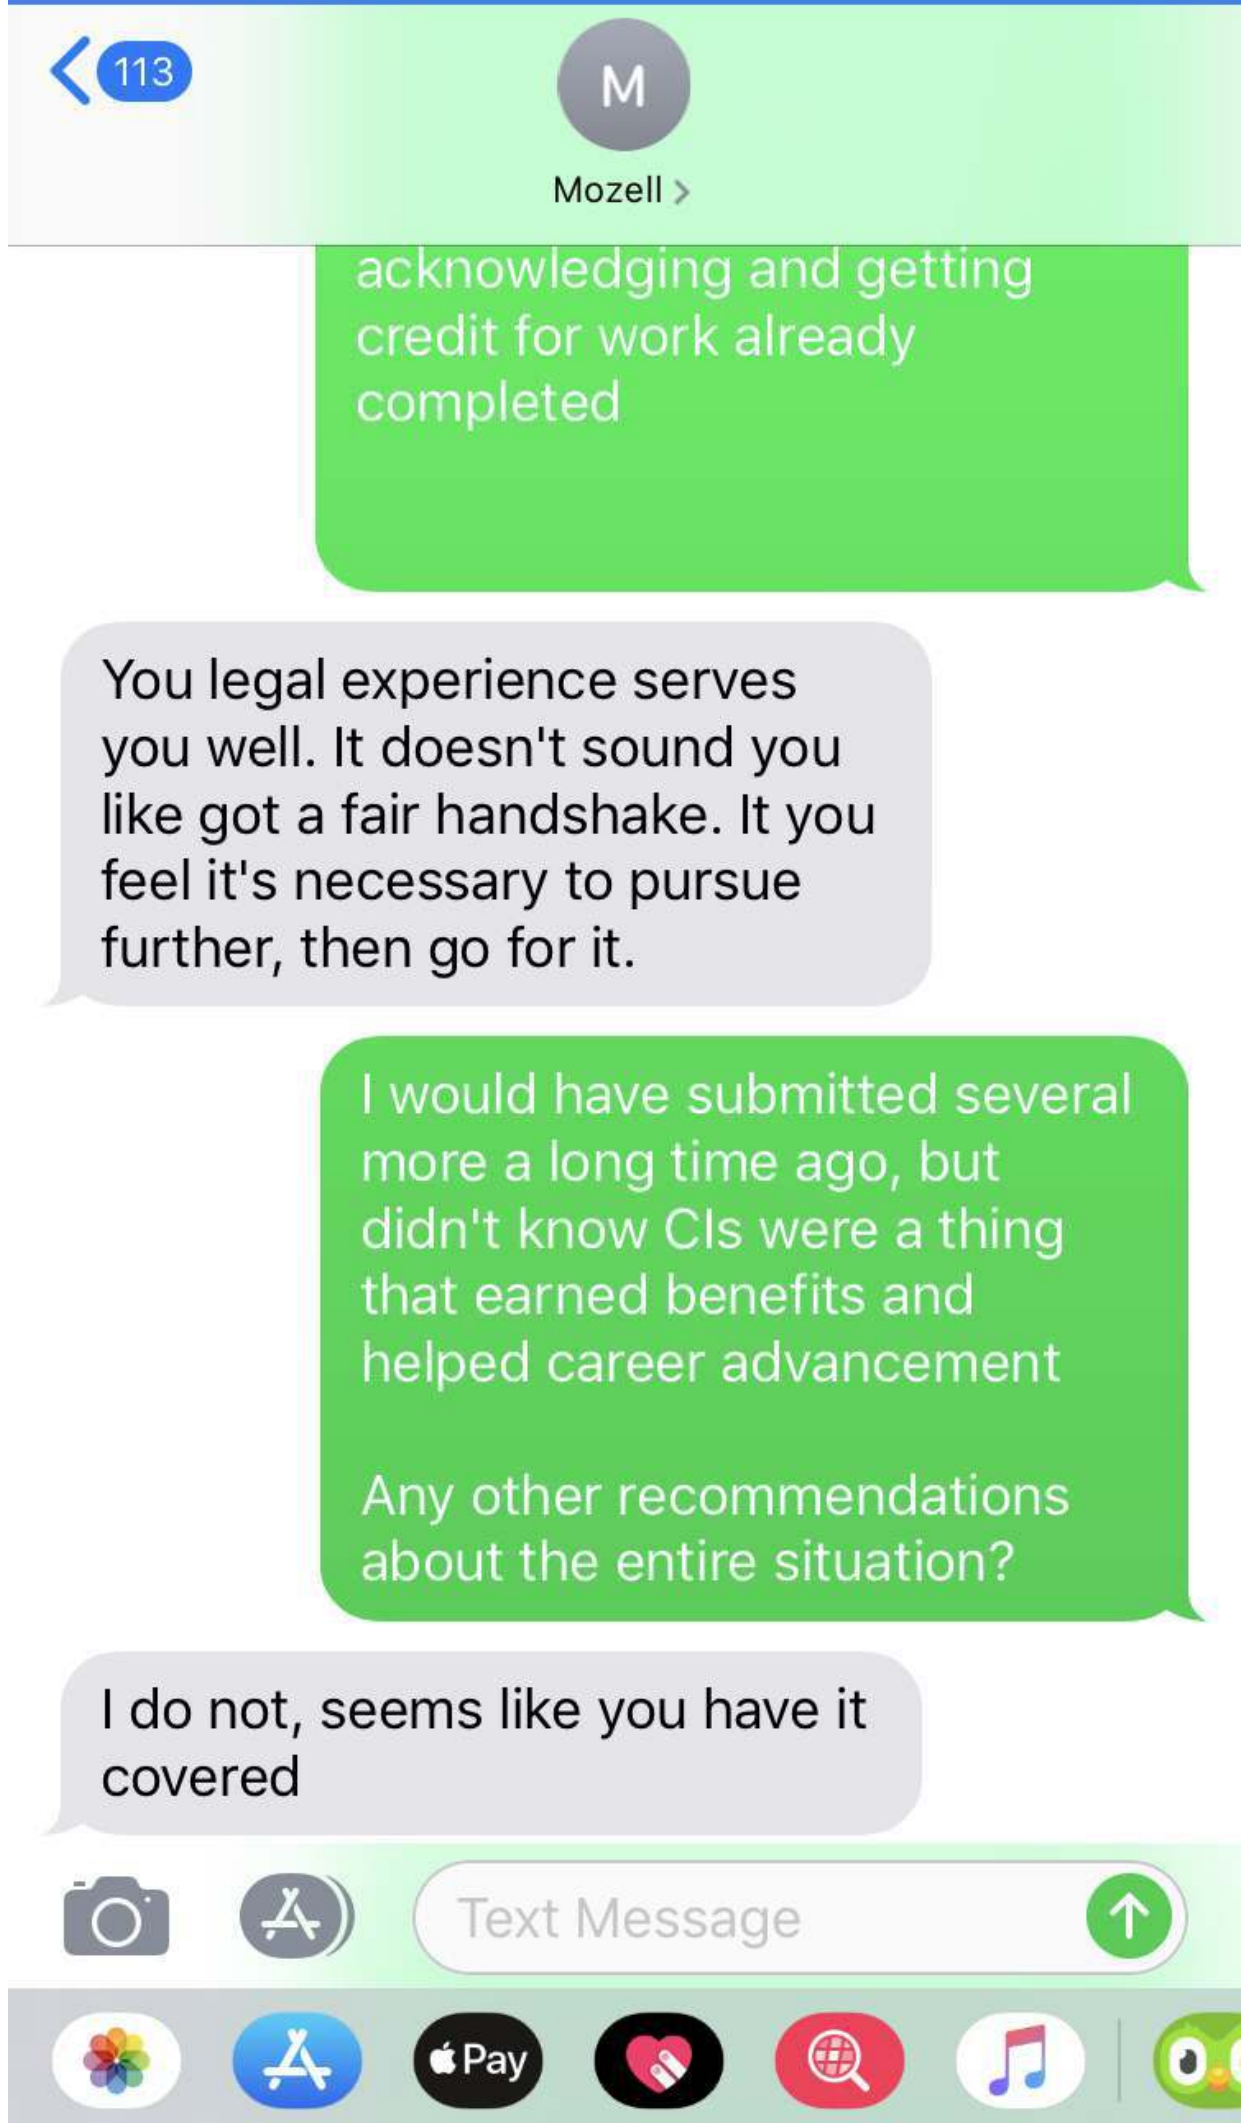 113
M
Mozell >
acknowledging and getting
credit for work already
completed
You legal experience serves
you well. It doesn't sound you
like got a fair handshake. It you
feel it's necessary to pursue
further, then go for it.
I would have submitted several
more a long time ago, but
didn't know CIs were a thing
that earned benefits and
helped career advancement
Any other recommendations
about the entire situation?
I do not, seems like you have it
covered
Text Message
Pay